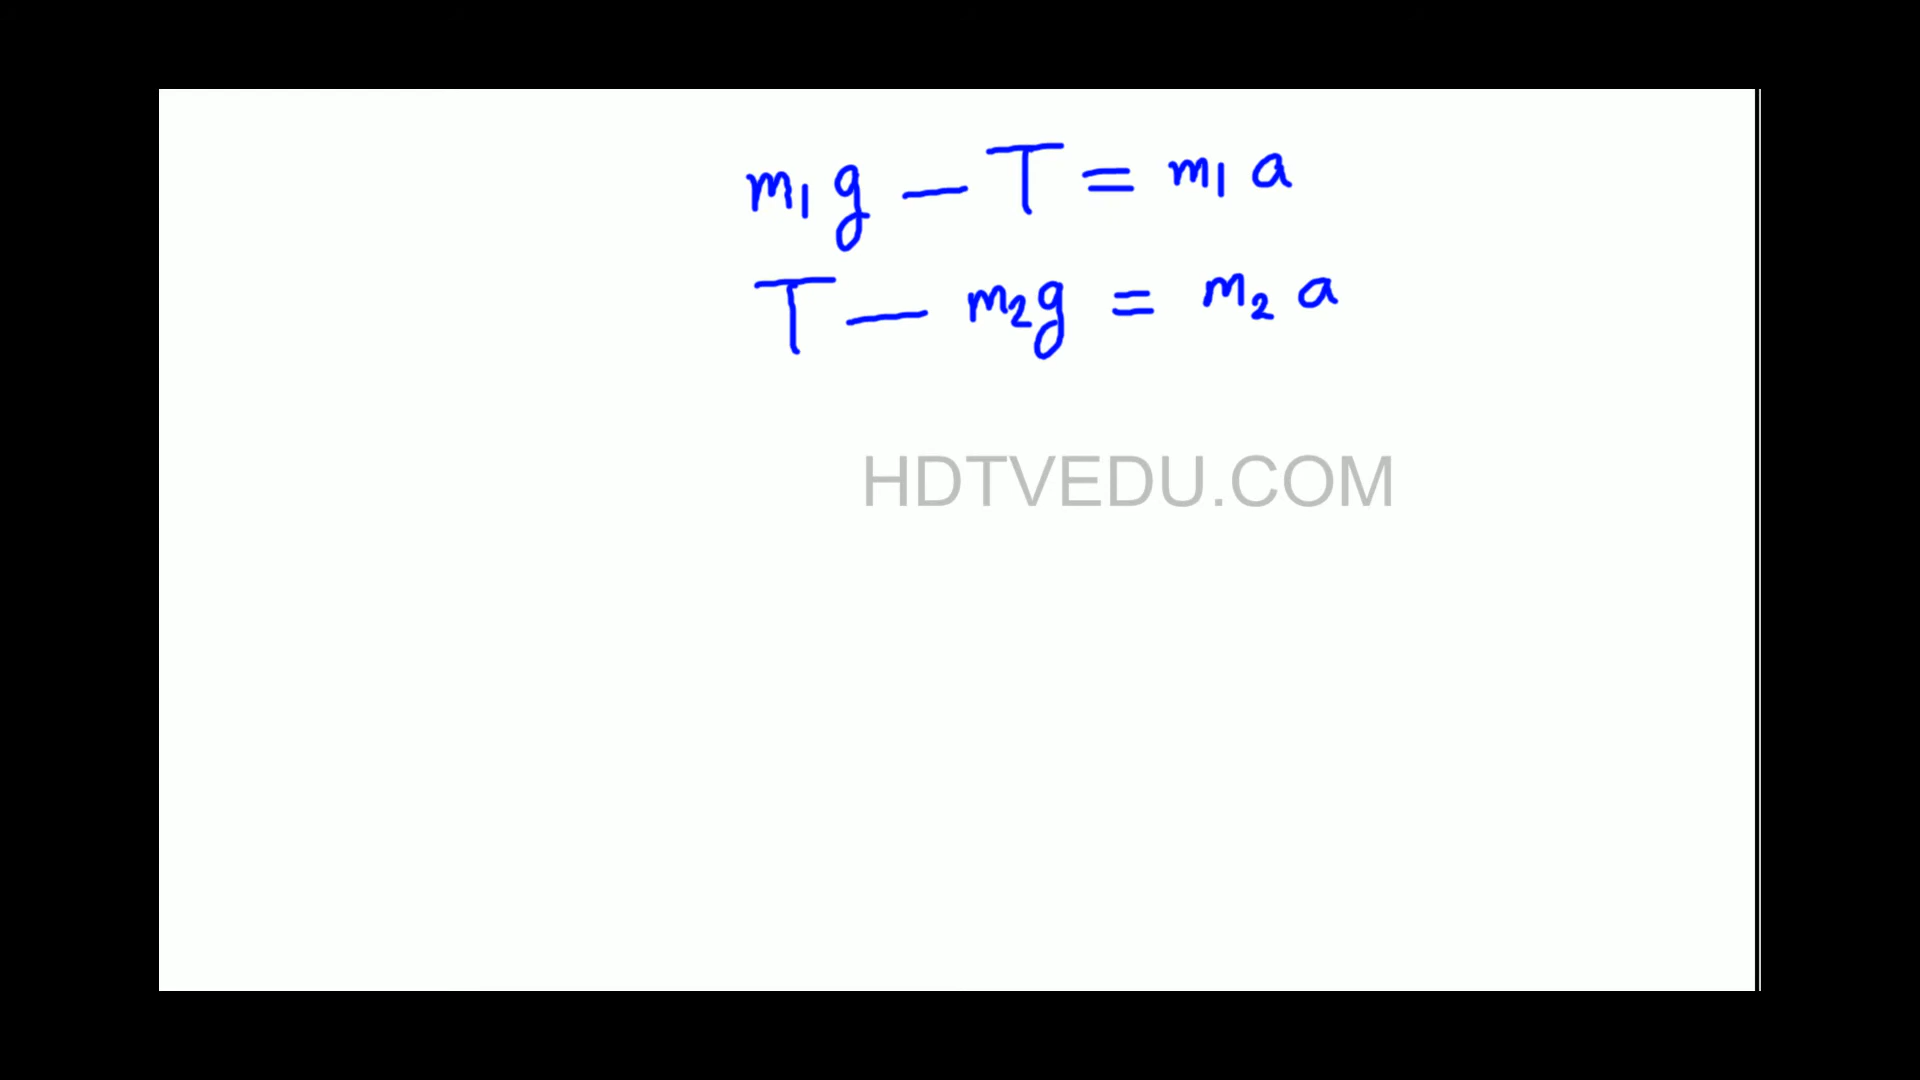 m₁g — T = m₁a
T — m₂g = m₂a
HDTVEDU.COM